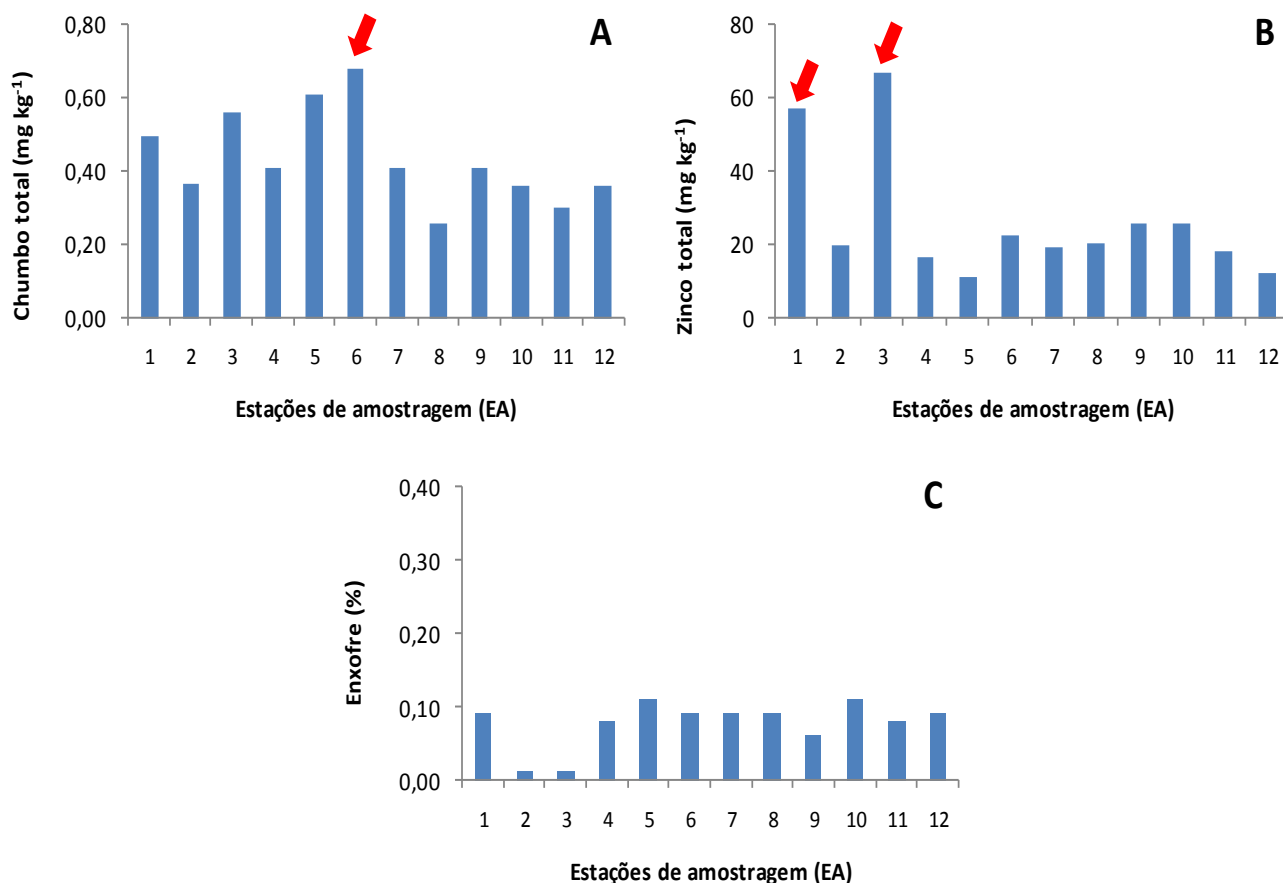 A
Chumbo total (mg kg⁻¹)
0,80
0,60
0,40
0,20
0,00
1 2 3 4 5 6 7 8 9 10 11 12
Estações de amostragem (EA)
B
Zinco total (mg kg⁻¹)
80
60
40
20
0
1 2 3 4 5 6 7 8 9 10 11 12
Estações de amostragem (EA)
C
Enxofre (%)
0,40
0,30
0,20
0,10
0,00
1 2 3 4 5 6 7 8 9 10 11 12
Estações de amostragem (EA)